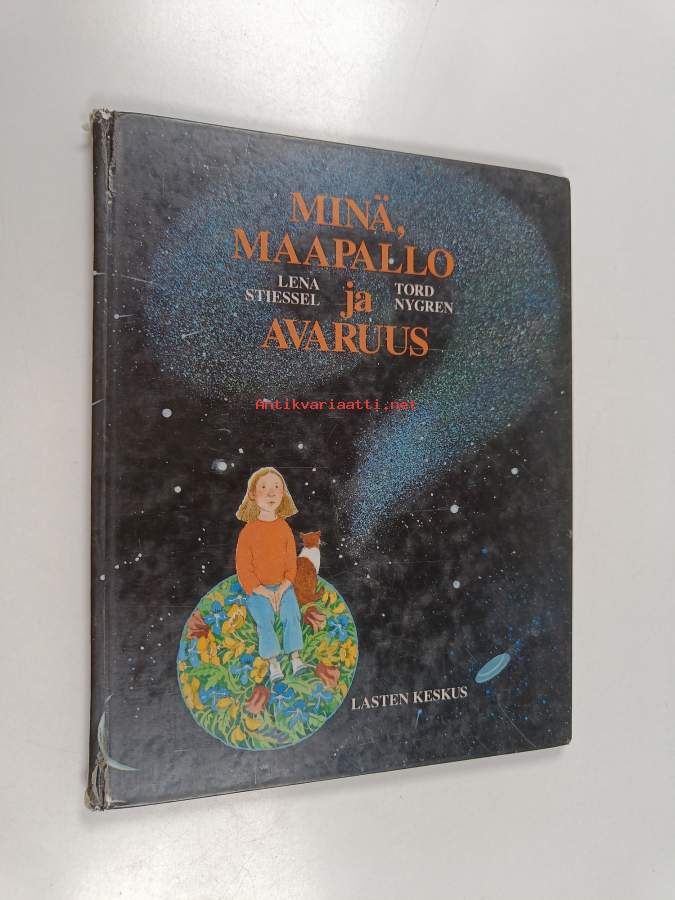 MINÄ,
MAAPALLO
LENA STIESSEL
ja
TORD NYGREN
AVARUUS
Antikvariaatti.net
LASTEN KESKUS